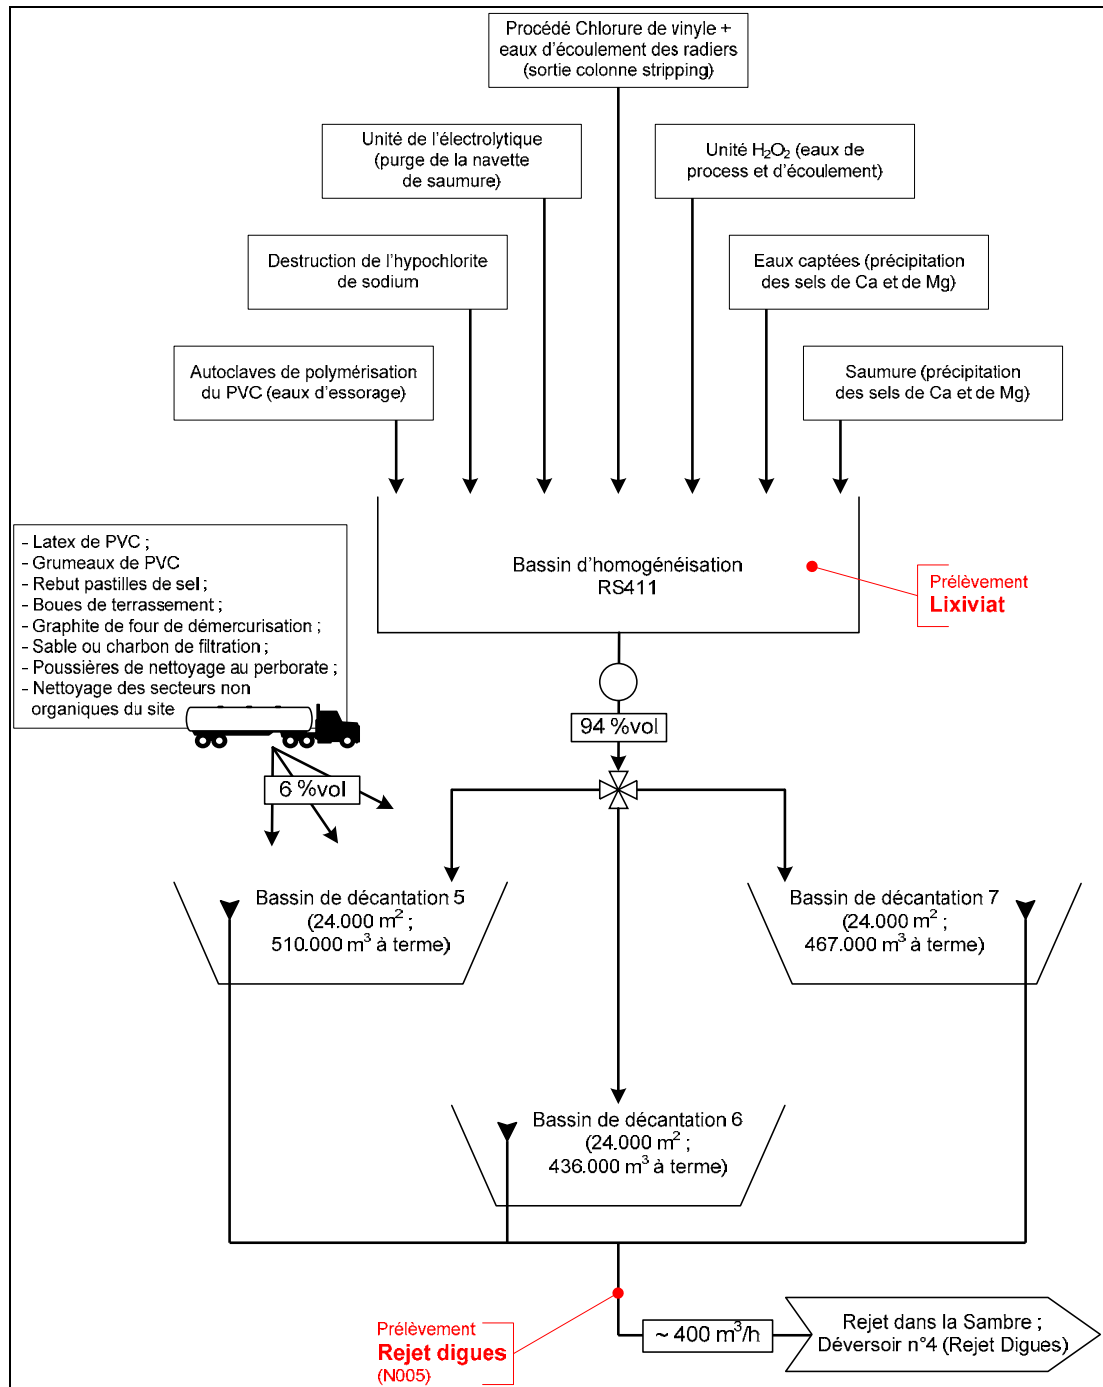 Procédé Chlorure de vinyle +
eaux d'écoulement des radiers
(sortie colonne stripping)
Unité de l'électrolytique
(purge de la navette
de saumure)
Unité H₂O₂ (eaux de
process et d'écoulement)
Destruction de l'hypochlorite
de sodium
Eaux captées (précipitation
des sels de Ca et de Mg)
Autoclaves de polymérisation
du PVC (eaux d'essorage)
Saumure (précipitation
des sels de Ca et de Mg)
- Latex de PVC ;
- Grumeaux de PVC
- Rebut pastilles de sel ;
- Boues de terrassement ;
- Graphite de four de démercurisation ;
- Sable ou charbon de filtration ;
- Poussières de nettoyage au perborate ;
- Nettoyage des secteurs non
organiques du site
Bassin d'homogénéisation
RS411
Prélèvement
Lixiviat
94 %vol
6 %vol
Bassin de décantation 5
(24.000 m² ;
510.000 m³ à terme)
Bassin de décantation 7
(24.000 m² ;
467.000 m³ à terme)
Bassin de décantation 6
(24.000 m² ;
436.000 m³ à terme)
Prélèvement
Rejet digues
(N005)
~ 400 m³/h
Rejet dans la Sambre ;
Déversoir n°4 (Rejet Digues)